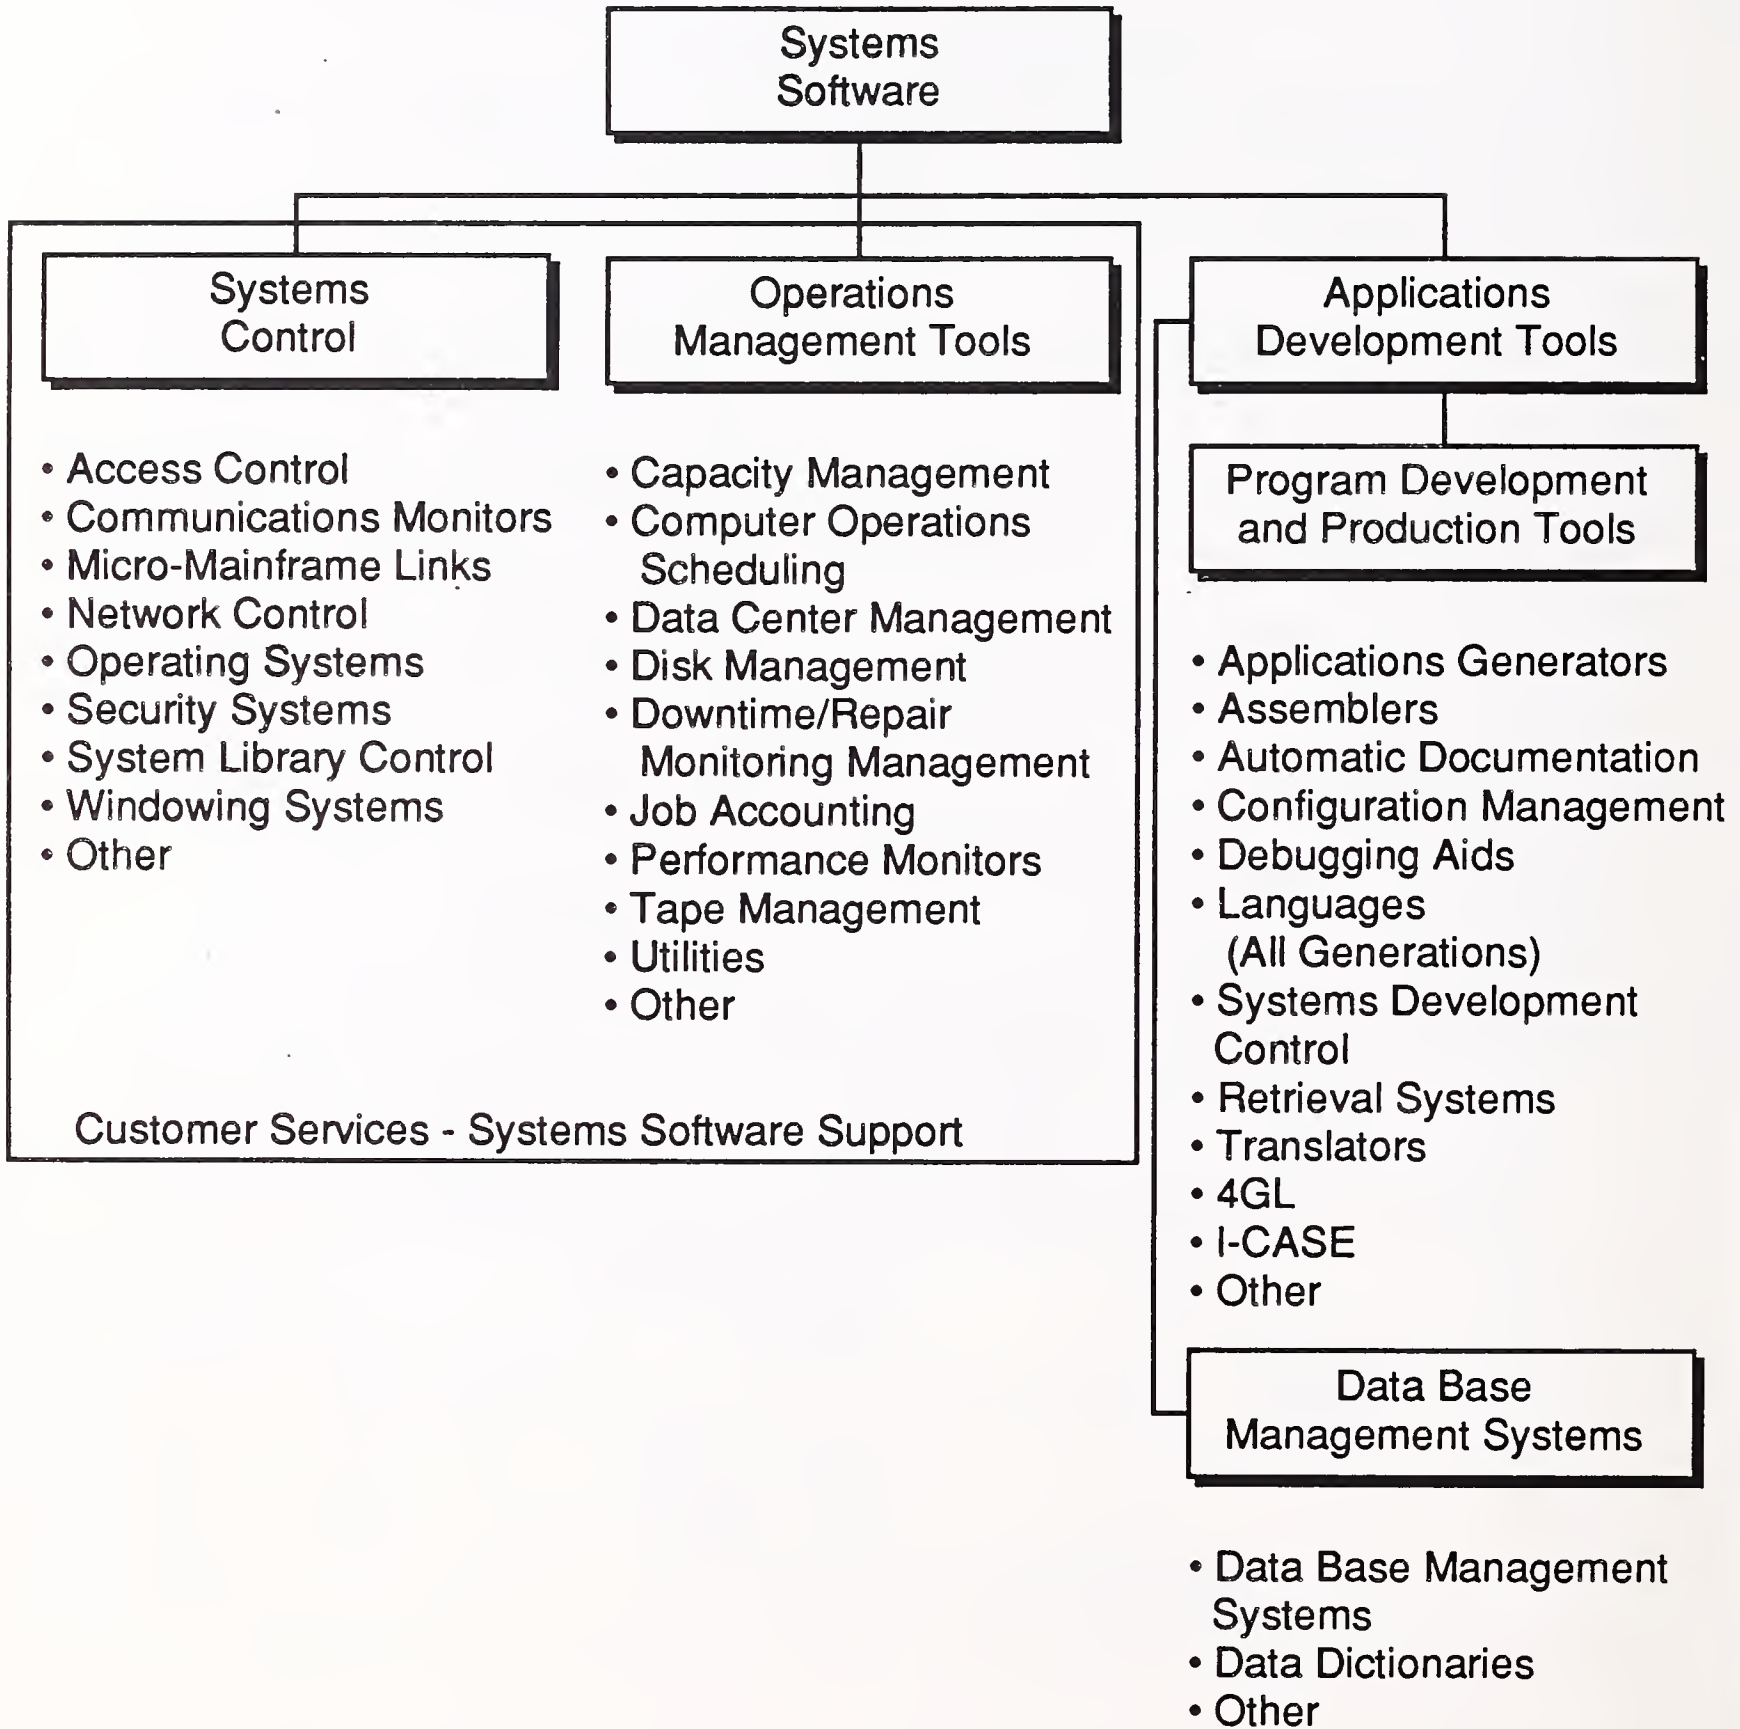 Systems
Software
Systems
Control
• Access Control
• Communications Monitors
• Micro-Mainframe Links
• Network Control
• Operating Systems
• Security Systems
• System Library Control
• Windowing Systems
• Other
Operations
Management Tools
• Capacity Management
• Computer Operations
Scheduling
• Data Center Management
• Disk Management
• Downtime/Repair
Monitoring Management
• Job Accounting
• Performance Monitors
• Tape Management
• Utilities
• Other
Customer Services - Systems Software Support
Applications
Development Tools
Program Development
and Production Tools
• Applications Generators
• Assemblers
• Automatic Documentation
• Configuration Management
• Debugging Aids
• Languages
(All Generations)
• Systems Development
Control
• Retrieval Systems
• Translators
• 4GL
• I-CASE
• Other
Data Base
Management Systems
• Data Base Management
Systems
• Data Dictionaries
• Other